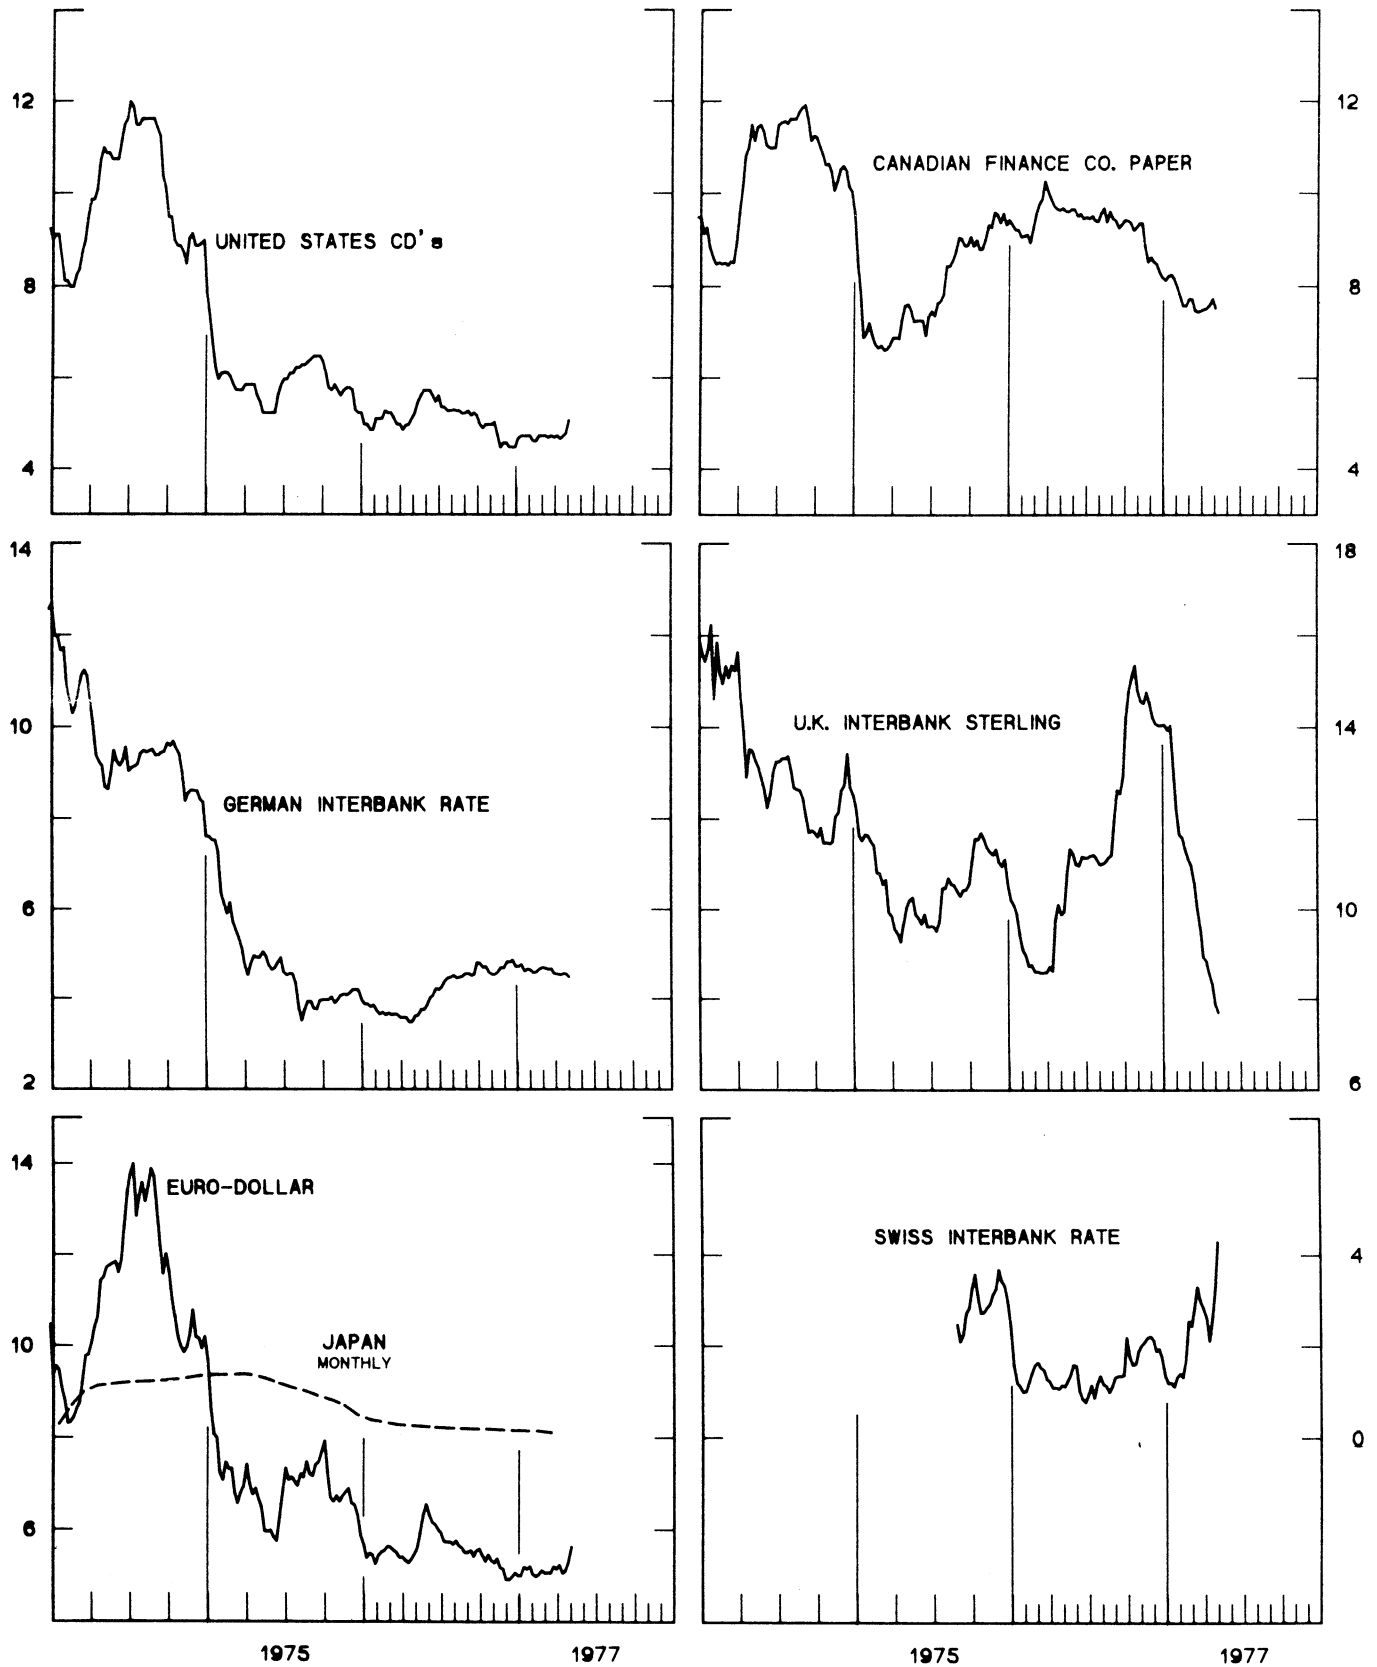 12
8
4
UNITED STATES CD's
12
8
4
CANADIAN FINANCE CO. PAPER
14
10
6
2
GERMAN INTERBANK RATE
18
14
10
6
U.K. INTERBANK STERLING
14
10
6
EURO-DOLLAR
JAPAN
MONTHLY
1975 1977
4
0
SWISS INTERBANK RATE
1975 1977